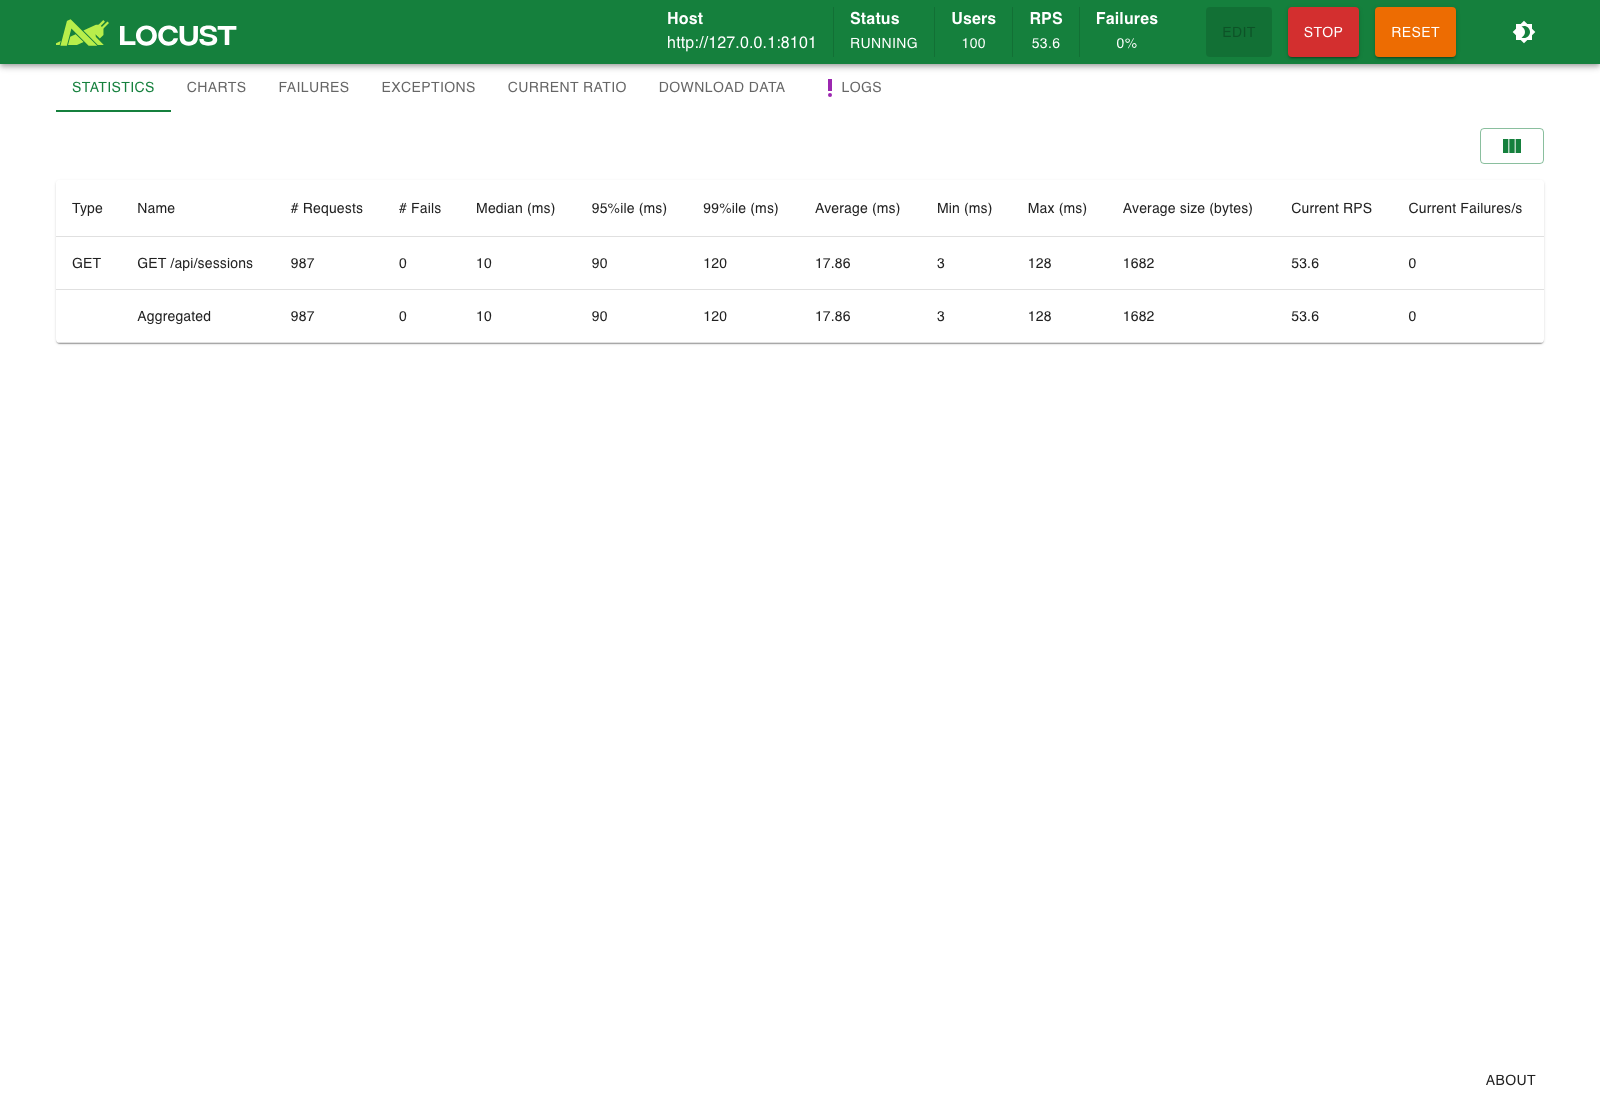 LOCUST
Host
http://127.0.0.1:8101
Status
RUNNING
Users
100
RPS
53.6
Failures
0%
EDIT
STOP
RESET
STATISTICS CHARTS FAILURES EXCEPTIONS CURRENT RATIO DOWNLOAD DATA LOGS
Type Name # Requests # Fails Median (ms) 95%ile (ms) 99%ile (ms) Average (ms) Min (ms) Max (ms) Average size (bytes) Current RPS Current Failures/s
GET GET /api/sessions 987 0 10 90 120 17.86 3 128 1682 53.6 0
Aggregated 987 0 10 90 120 17.86 3 128 1682 53.6 0
ABOUT